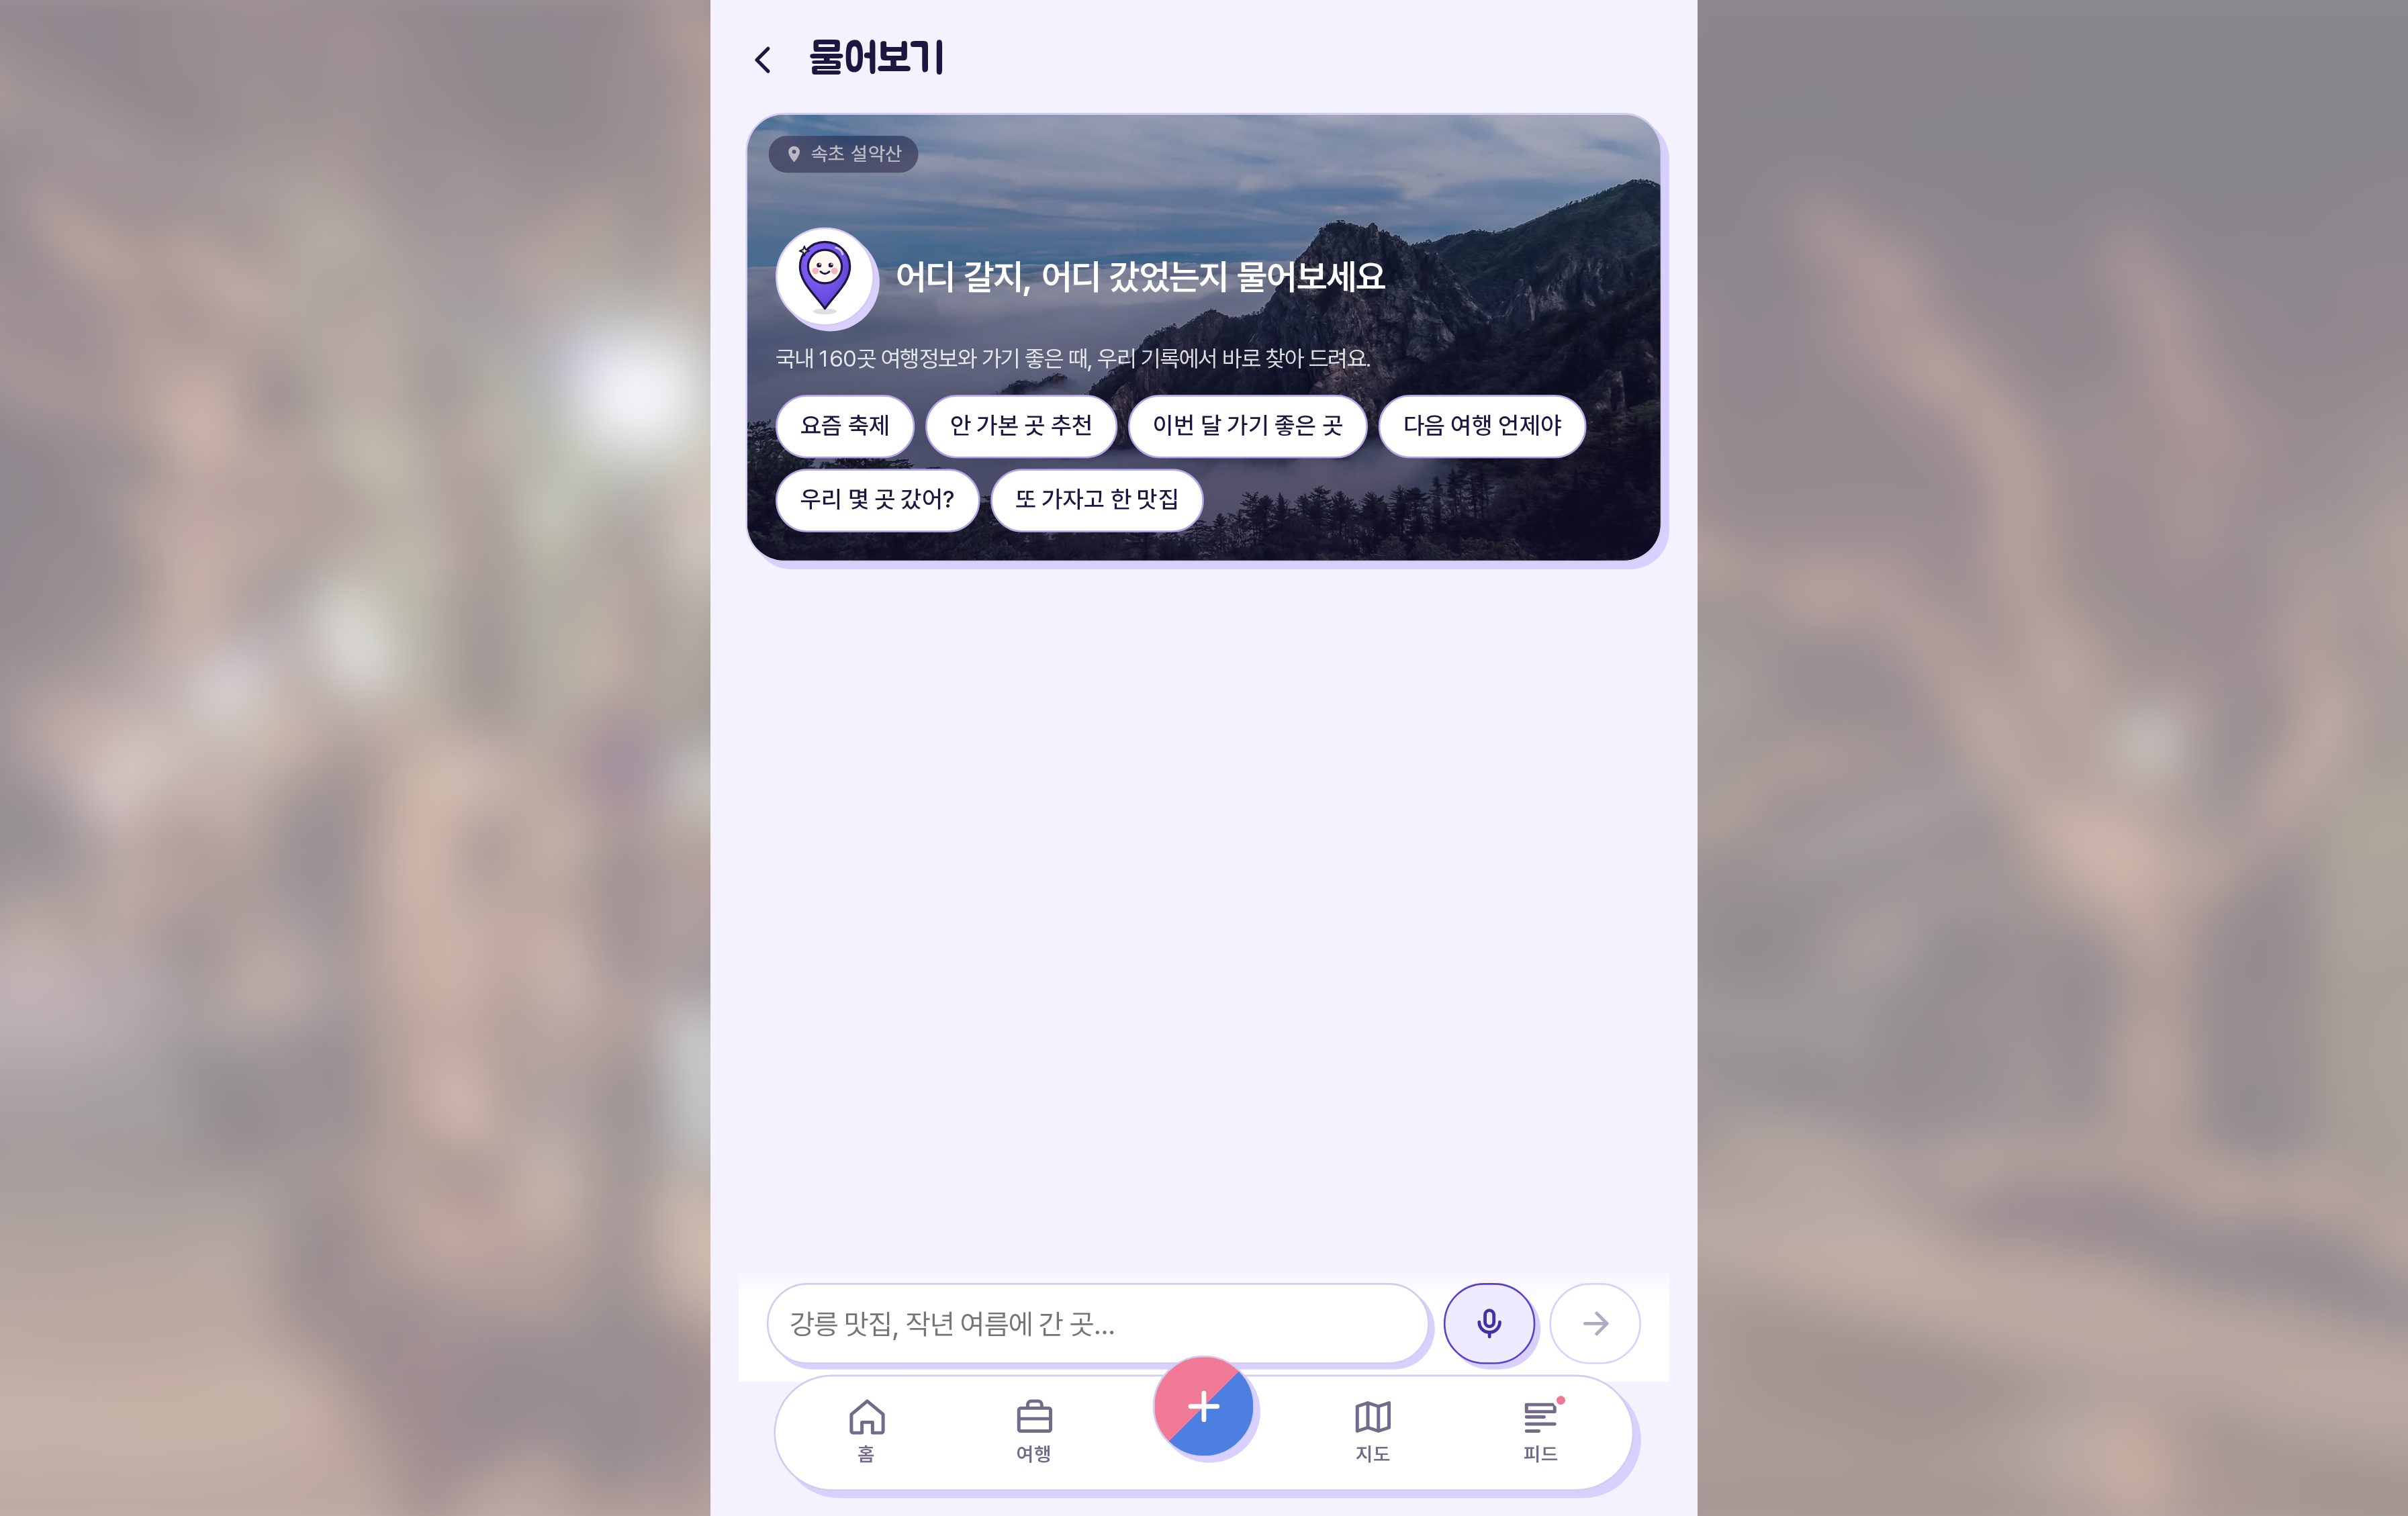 물어보기
속초 설악산
어디 갈지, 어디 갔었는지 물어보세요
국내 160곳 여행정보와 가기 좋은 때, 우리 기록에서 바로 찾아 드려요.
요즘 축제
안 가본 곳 추천
이번 달 가기 좋은 곳
다음 여행 언제야
우리 몇 곳 갔어?
또 가자고 한 맛집
강릉 맛집, 작년 여름에 간 곳...
홈
여행
지도
피드